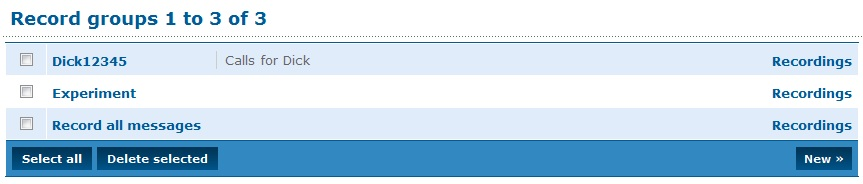 Record groups 1 to 3 of 3
Dick12345 Calls for Dick Recordings
Experiment Recordings
Record all messages Recordings
Select all Delete selected New »